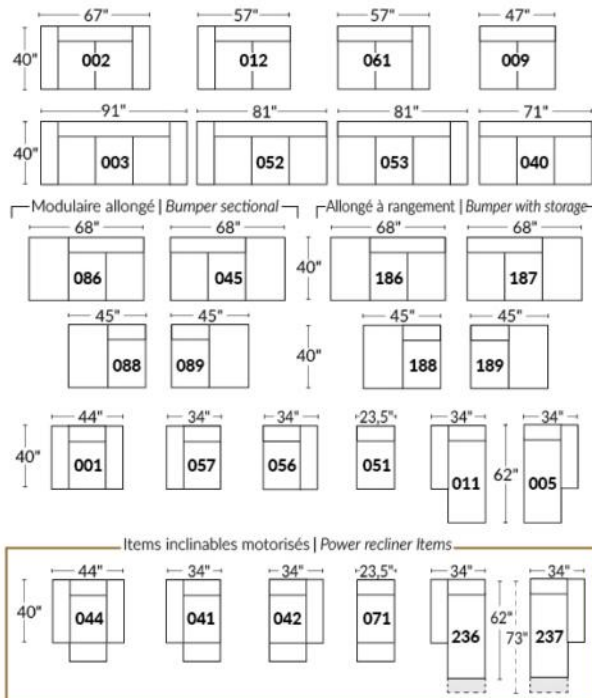 67" 57" 57" 47"
40" 002 012 061 009
91" 81" 81" 71"
40" 003 052 053 040
Modulaire allongé | Bumper sectional Allongé à rangement | Bumper with storage
68" 68" 68" 68"
086 045 40" 186 187
45" 45" 45" 45"
088 089 40" 188 189
44" 34" 34" 23,5" 34" 34"
40" 001 057 056 051 011 62" 005
Items inclinables motorisés | Power recliner Items
44" 34" 34" 23,5" 34" 34"
40" 044 041 042 071 236 62" 73" 237